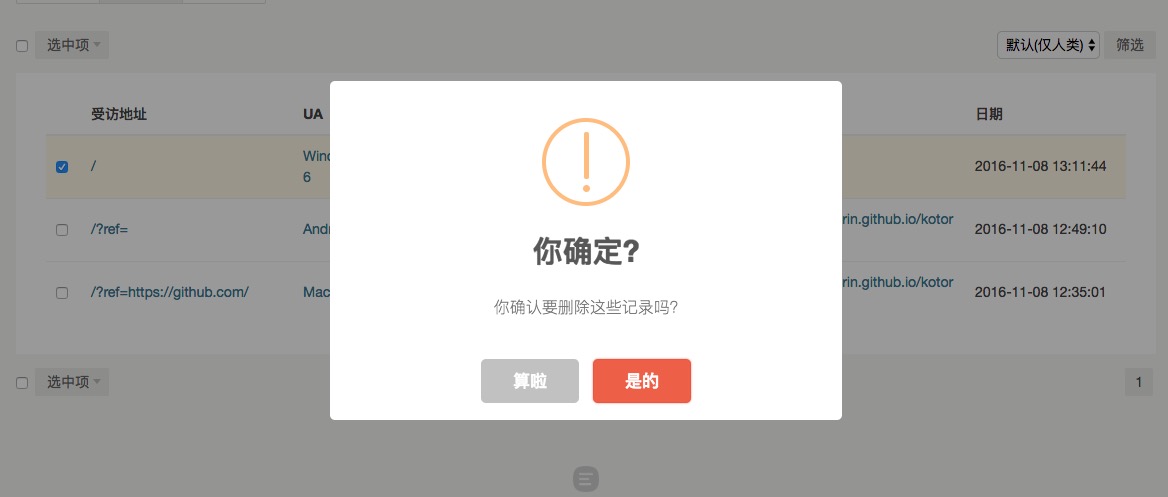 选中项
默认(仅人类)
筛选
受访地址 UA 日期
/ 2016-11-08 13:11:44
6
/?ref= rin.github.io/kotor 2016-11-08 12:49:10
/?ref=https://github.com/ Mac rin.github.io/kotor 2016-11-08 12:35:01
你确定?
你确认要删除这些记录吗?
算啦 是的
选中项
1